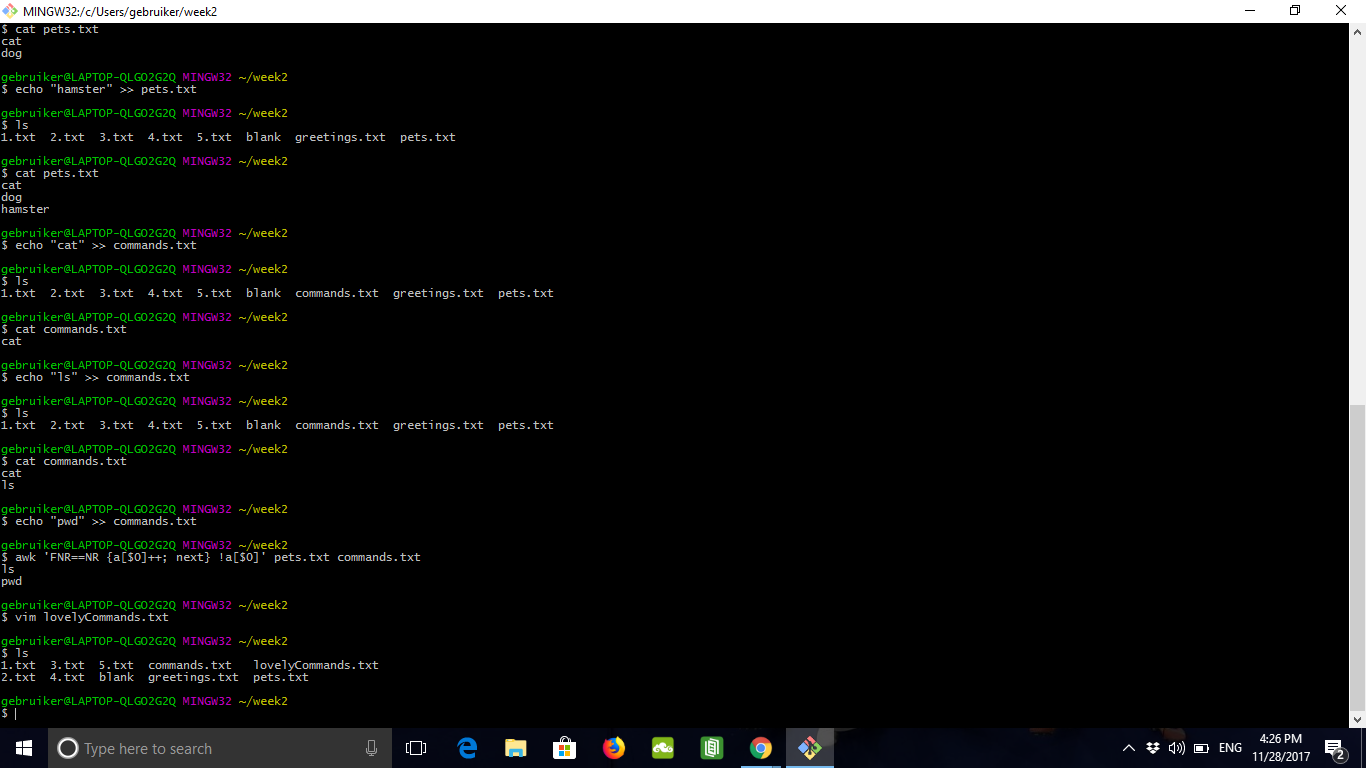 MINGW32:/c/Users/gebruiker/week2
$ cat pets.txt
cat
dog
gebruiker@LAPTOP-QLGO2G2Q MINGW32 ~/week2
$ echo "hamster" >> pets.txt
gebruiker@LAPTOP-QLGO2G2Q MINGW32 ~/week2
$ ls
1.txt  2.txt  3.txt  4.txt  5.txt  blank  greetings.txt  pets.txt
gebruiker@LAPTOP-QLGO2G2Q MINGW32 ~/week2
$ cat pets.txt
cat
dog
hamster
gebruiker@LAPTOP-QLGO2G2Q MINGW32 ~/week2
$ echo "cat" >> commands.txt
gebruiker@LAPTOP-QLGO2G2Q MINGW32 ~/week2
$ ls
1.txt  2.txt  3.txt  4.txt  5.txt  blank  commands.txt  greetings.txt  pets.txt
gebruiker@LAPTOP-QLGO2G2Q MINGW32 ~/week2
$ cat commands.txt
cat
gebruiker@LAPTOP-QLGO2G2Q MINGW32 ~/week2
$ echo "ls" >> commands.txt
gebruiker@LAPTOP-QLGO2G2Q MINGW32 ~/week2
$ ls
1.txt  2.txt  3.txt  4.txt  5.txt  blank  commands.txt  greetings.txt  pets.txt
gebruiker@LAPTOP-QLGO2G2Q MINGW32 ~/week2
$ cat commands.txt
cat
ls
gebruiker@LAPTOP-QLGO2G2Q MINGW32 ~/week2
$ echo "pwd" >> commands.txt
gebruiker@LAPTOP-QLGO2G2Q MINGW32 ~/week2
$ awk 'FNR==NR {a[$0]++; next} !a[$0]' pets.txt commands.txt
ls
pwd
gebruiker@LAPTOP-QLGO2G2Q MINGW32 ~/week2
$ vim lovelyCommands.txt
gebruiker@LAPTOP-QLGO2G2Q MINGW32 ~/week2
$ ls
1.txt  3.txt  5.txt  commands.txt   lovelyCommands.txt
2.txt  4.txt  blank  greetings.txt  pets.txt
gebruiker@LAPTOP-QLGO2G2Q MINGW32 ~/week2
$
Type here to search
ENG
4:26 PM
11/28/2017
2